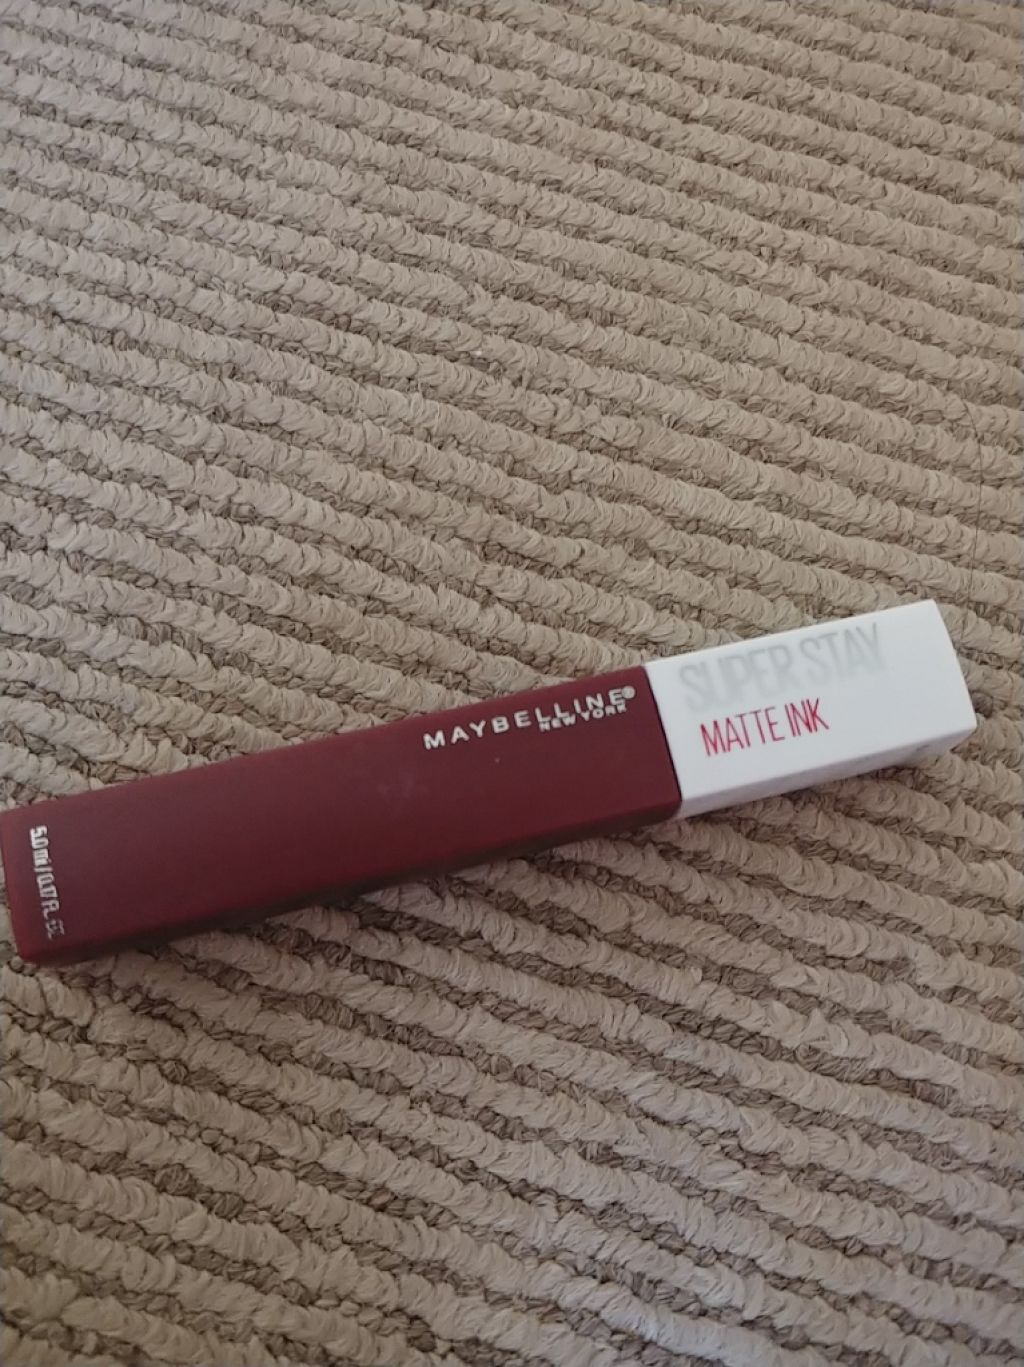 MAYBELLINE®
NEW YORK
SUPER STAY
MATTE INK
5.0 ml / 0.17 FL. OZ.